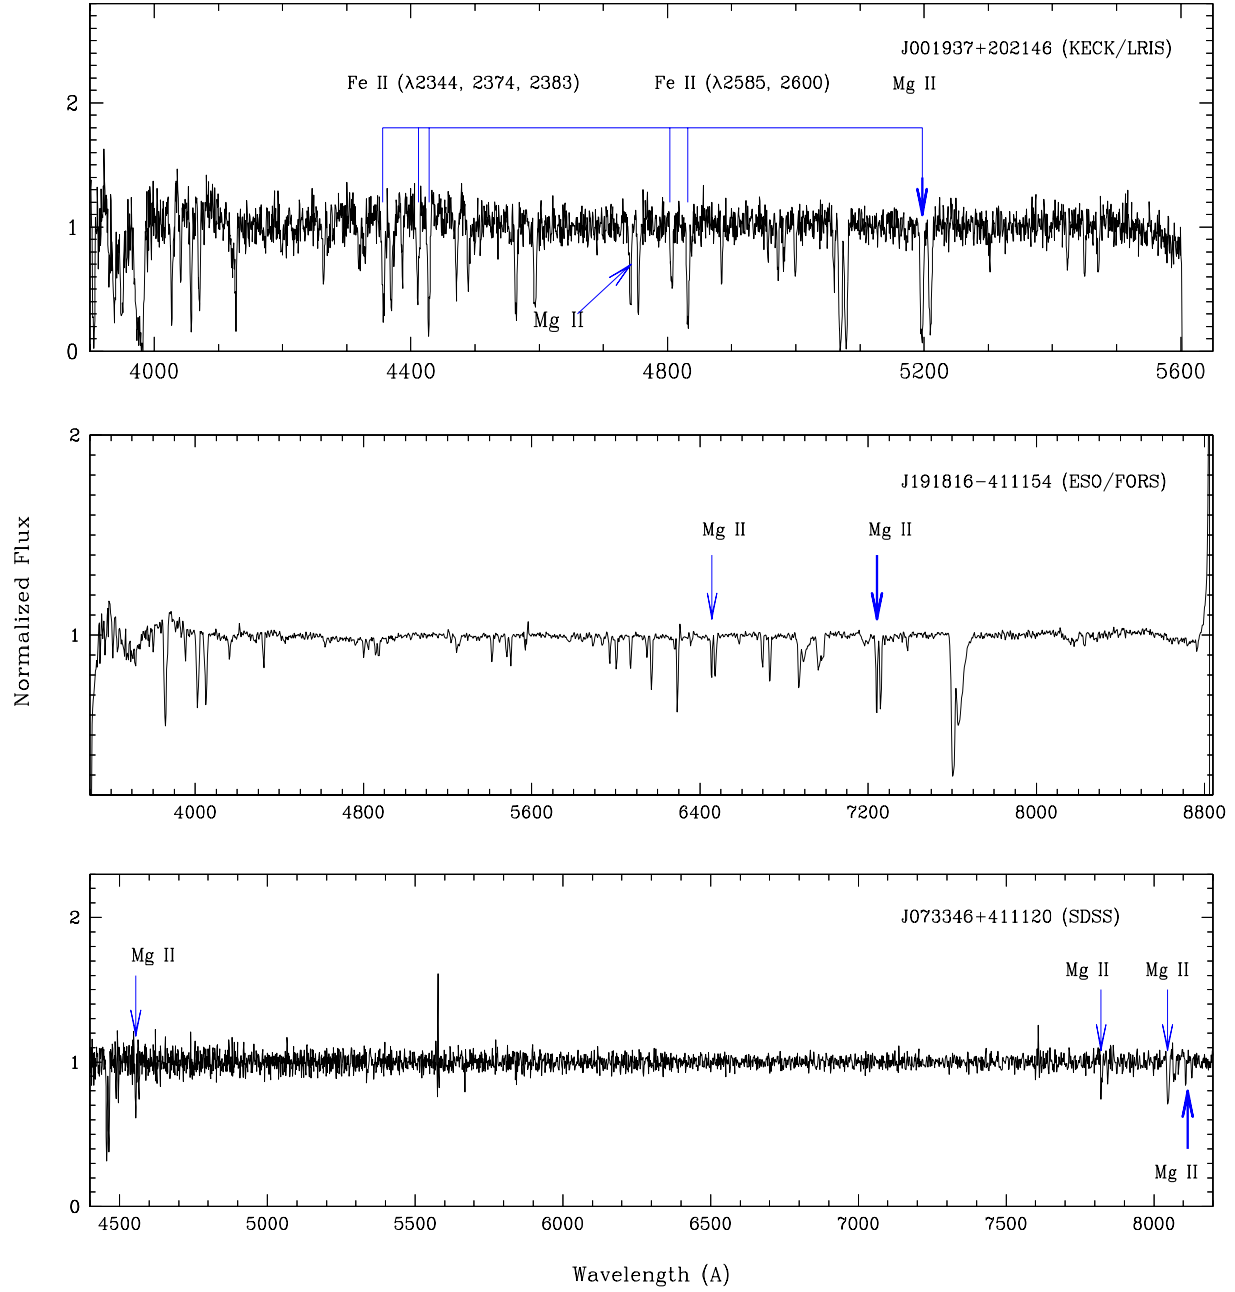 J001937+202146 (KECK/LRIS)
Fe II (λ2344, 2374, 2383) Fe II (λ2585, 2600) Mg II
2
1
Mg II
0
4000 4400 4800 5200 5600
2
J191816-411154 (ESO/FORS)
Mg II Mg II
Normalized Flux
1
4000 4800 5600 6400 7200 8000 8800
2
J073346+411120 (SDSS)
Mg II
Mg II Mg II
1
Mg II
0
4500 5000 5500 6000 6500 7000 7500 8000
Wavelength (A)